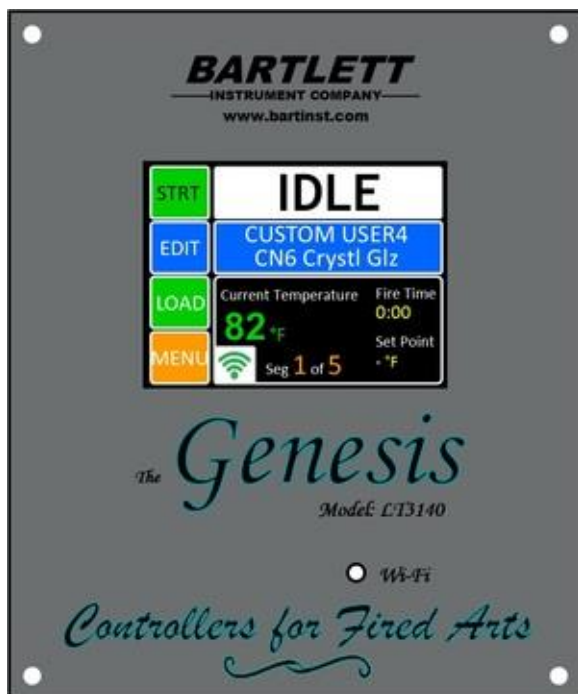 BARTLETT
INSTRUMENT COMPANY
www.bartinst.com
STRT
IDLE
EDIT
CUSTOM USER4
CN6 Crystl Glz
LOAD
Current Temperature
Fire Time
82 °F
0:00
Set Point
- °F
MENU
Seg 1 of 5
The Genesis
Model: LT3140
Wi-Fi
Controllers for Fired Arts